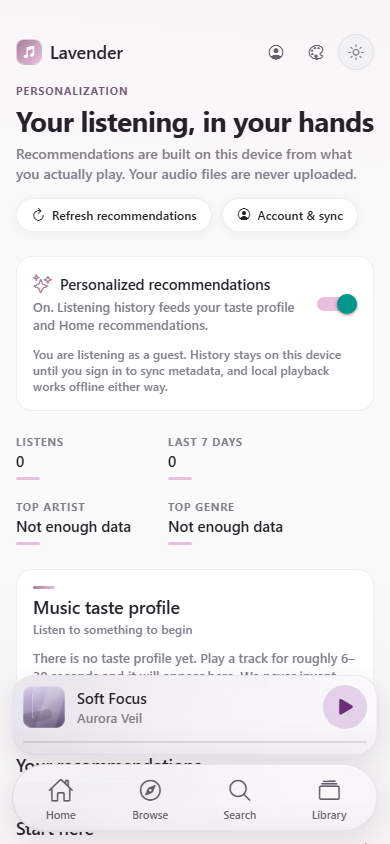 Lavender
PERSONALIZATION
Your listening, in your hands
Recommendations are built on this device from what
you actually play. Your audio files are never uploaded.
Refresh recommendations
Account & sync
Personalized recommendations
On. Listening history feeds your taste profile
and Home recommendations.
You are listening as a guest. History stays on this device
until you sign in to sync metadata, and local playback
works offline either way.
LISTENS
LAST 7 DAYS
0
0
TOP ARTIST
TOP GENRE
Not enough data
Not enough data
Music taste profile
Listen to something to begin
There is no taste profile yet. Play a track for roughly 6–
Soft Focus
Aurora Veil
Your recommendations
Home
Browse
Search
Library
Start here